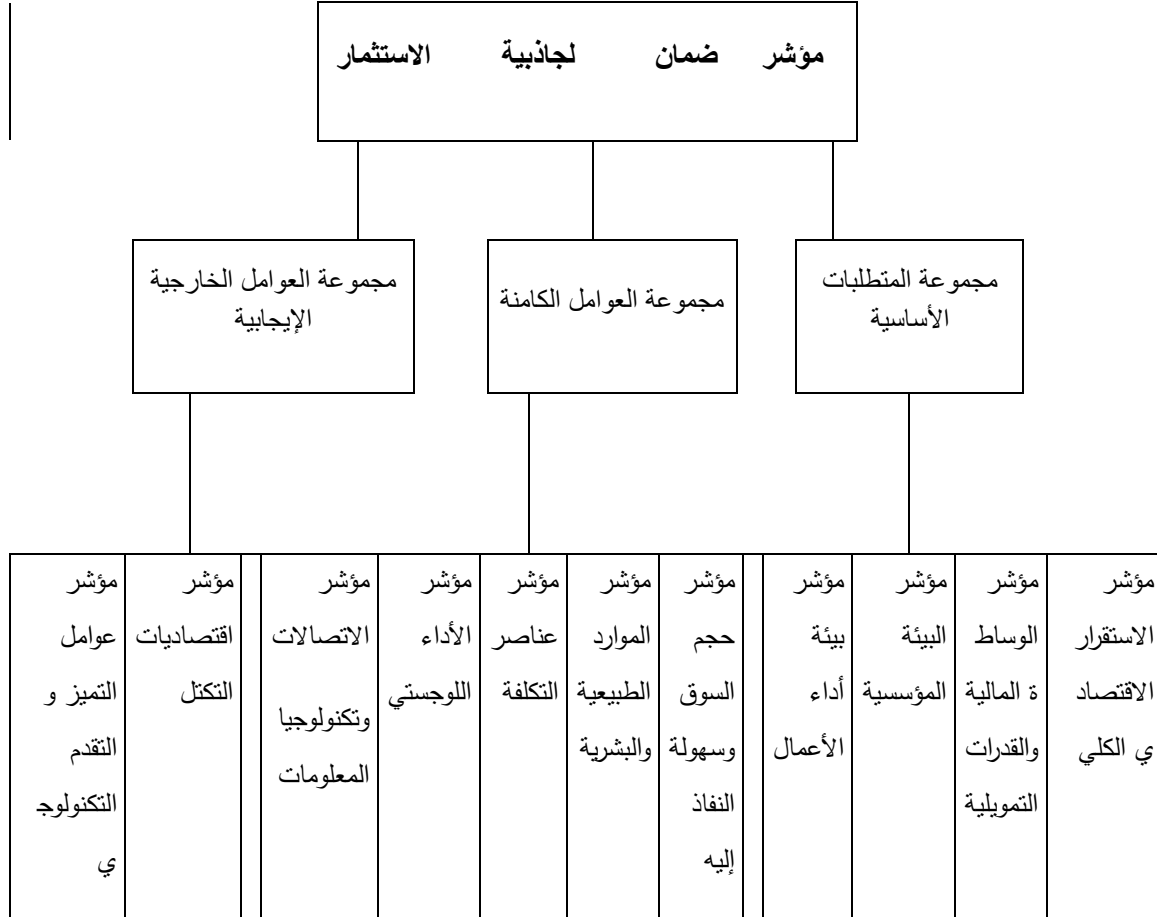 مؤشر ضمان لجاذبية الاستثمار
مجموعة المتطلبات
الأساسية
مجموعة العوامل الكامنة
مجموعة العوامل الخارجية
الإيجابية
مؤشر
الاستقرار
الاقتصاد
ي الكلي
مؤشر
الوساط
ة المالية
والقدرات
التمويلية
مؤشر
البيئة
المؤسسية
مؤشر
بيئة
أداء
الأعمال
مؤشر
حجم
السوق
وسهولة
النفاذ
إليه
مؤشر
الموارد
الطبيعية
والبشرية
مؤشر
عناصر
التكلفة
مؤشر
الأداء
اللوجستي
مؤشر
الاتصالات
وتكنولوجيا
المعلومات
مؤشر
اقتصاديات
التكتل
مؤشر
عوامل
التميز و
التقدم
التكنولوج
ي